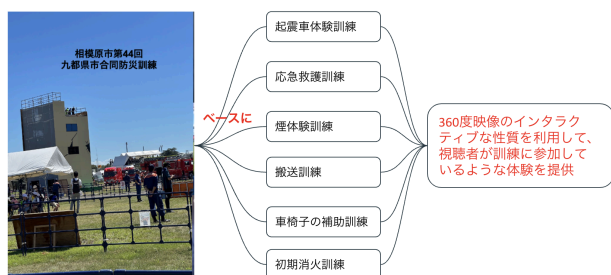 相模原市第44回
九都県市合同防災訓練
ベースに
起震車体験訓練
応急救護訓練
煙体験訓練
搬送訓練
車椅子の補助訓練
初期消火訓練
360度映像のインタラク
ティブな性質を利用して、
視聴者が訓練に参加して
いるような体験を提供